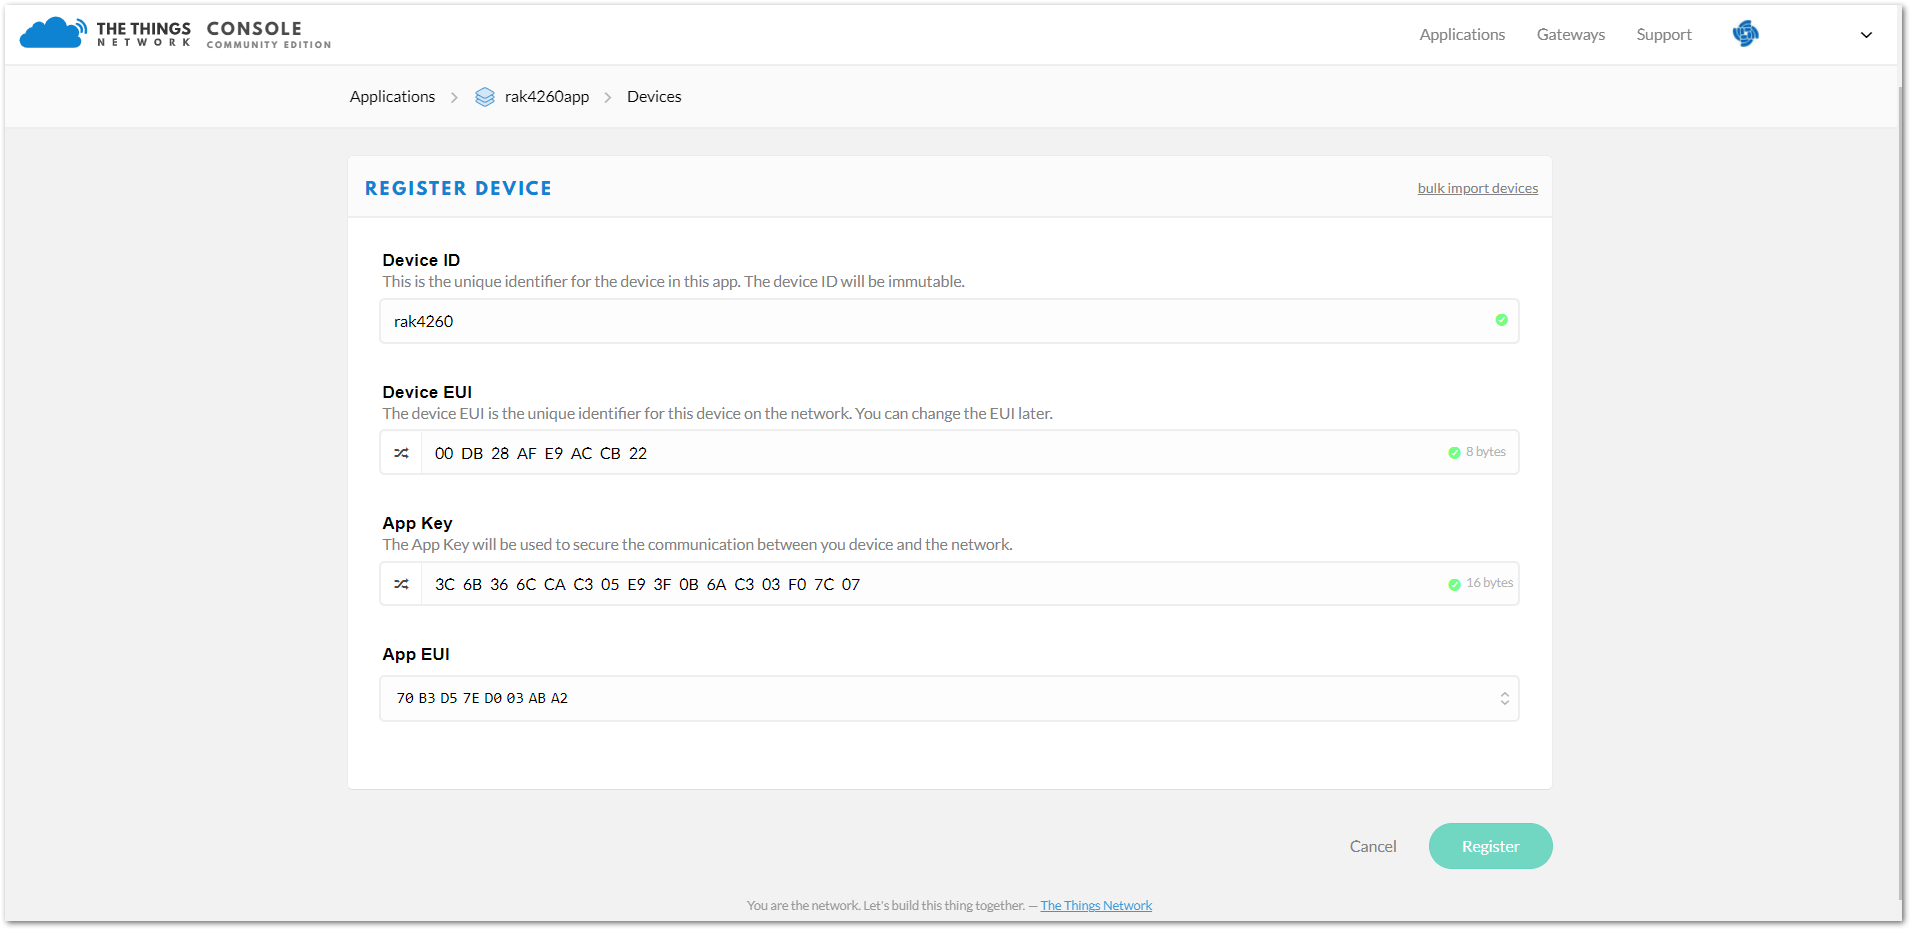 THE THINGS NETWORK CONSOLE COMMUNITY EDITION
Applications Gateways Support
Applications rak4260app Devices
REGISTER DEVICE bulk import devices
Device ID
This is the unique identifier for the device in this app. The device ID will be immutable.
rak4260
Device EUI
The device EUI is the unique identifier for this device on the network. You can change the EUI later.
00 DB 28 AF E9 AC CB 22 8 bytes
App Key
The App Key will be used to secure the communication between you device and the network.
3C 6B 36 6C CA C3 05 E9 3F 0B 6A C3 03 F0 7C 07 16 bytes
App EUI
70 B3 D5 7E D0 03 AB A2
Cancel Register
You are the network. Let's build this thing together. — The Things Network